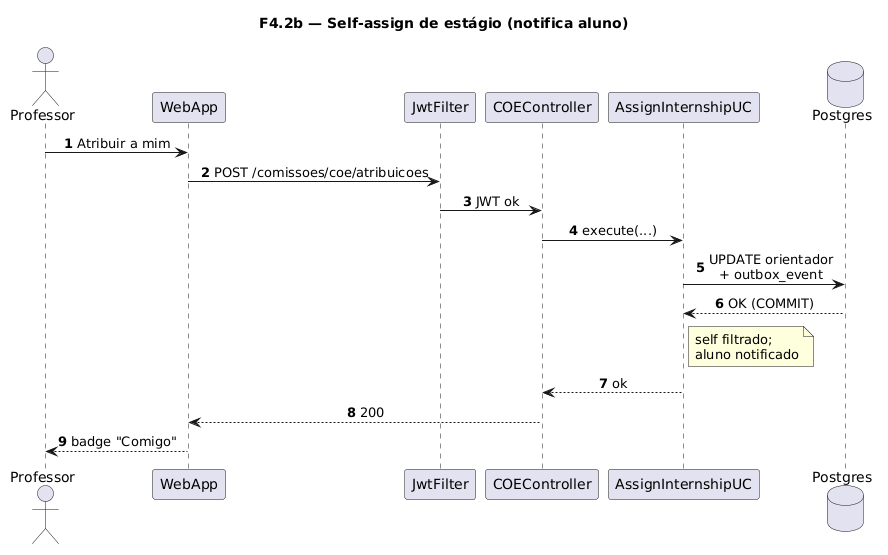 F4.2b — Self-assign de estágio (notifica aluno)
Professor
WebApp
JwtFilter
COEController
AssignInternshipUC
Postgres
1 Atribuir a mim
2 POST /comissoes/coe/atribuicoes
3 JWT ok
4 execute(...)
5 UPDATE orientador
+ outbox_event
6 OK (COMMIT)
self filtrado;
aluno notificado
7 ok
8 200
9 badge "Comigo"
Professor
WebApp
JwtFilter
COEController
AssignInternshipUC
Postgres